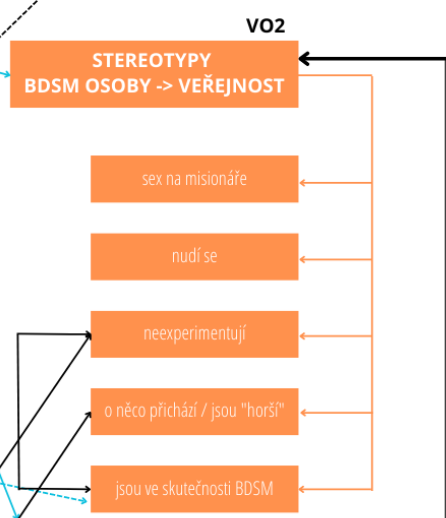 VO2
STEREOTYPY
BDSM OSOBY -> VEŘEJNOST
sex na misionáře
nudí se
neexperimentují
o něco přichází / jsou "horší"
jsou ve skutečnosti BDSM